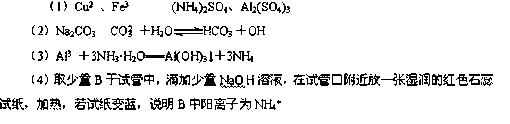 (1) Cu² 、Fe³ (NH₄)₂SO₄、Al₂(SO₄)₃
(2) Na₂CO₃ CO₃² +H₂O⇌HCO₃+OH
(3) Al³ +3NH₃·H₂O═Al(OH)₃↓+3NH₄
(4)取少量B于试管中，滴加少量NaOH溶液，在试管口附近放一张湿润的红色石蕊
试纸，加热，若试纸变蓝，说明B中阳离子为NH₄⁺